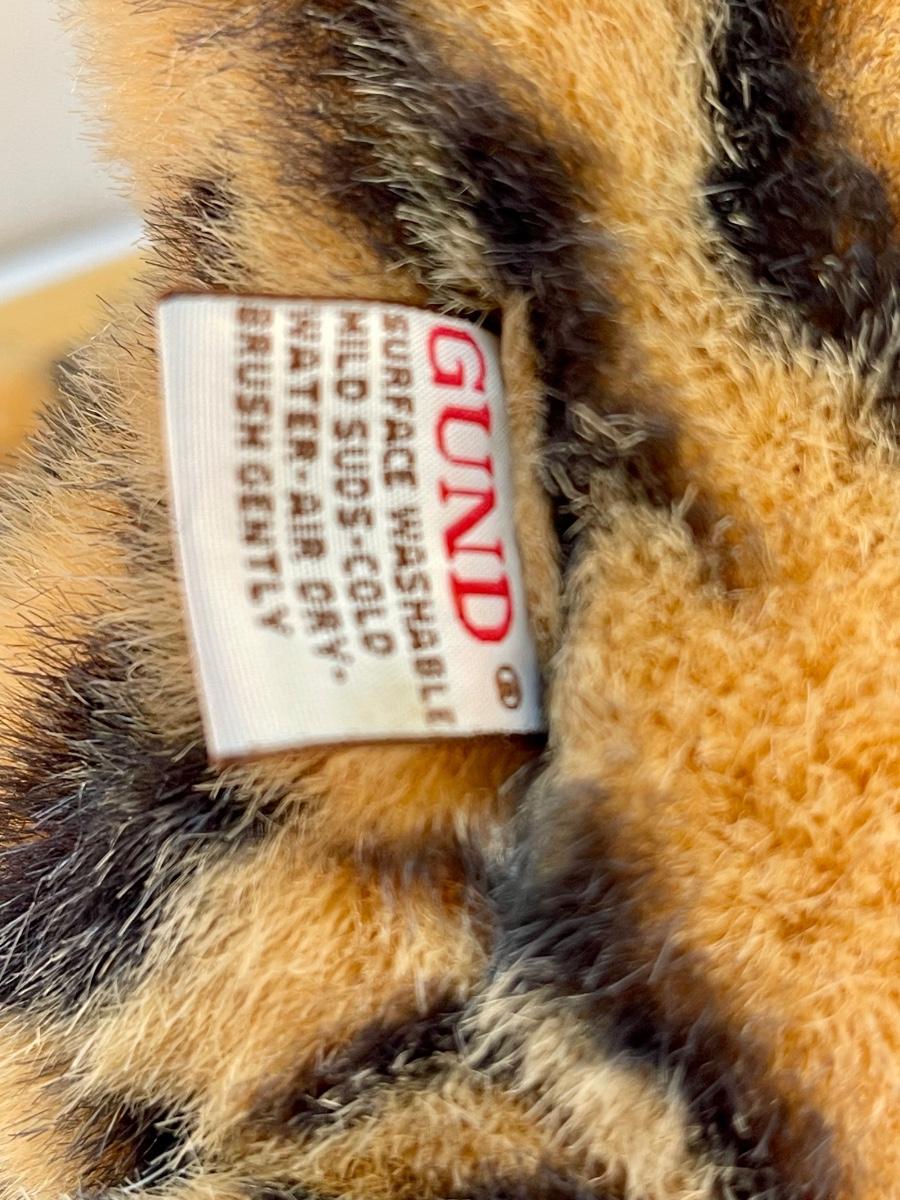 GUND®
SURFACE WASHABLE
MILD SUDS·COLD
WATER·AIR DRY·
BRUSH GENTLY